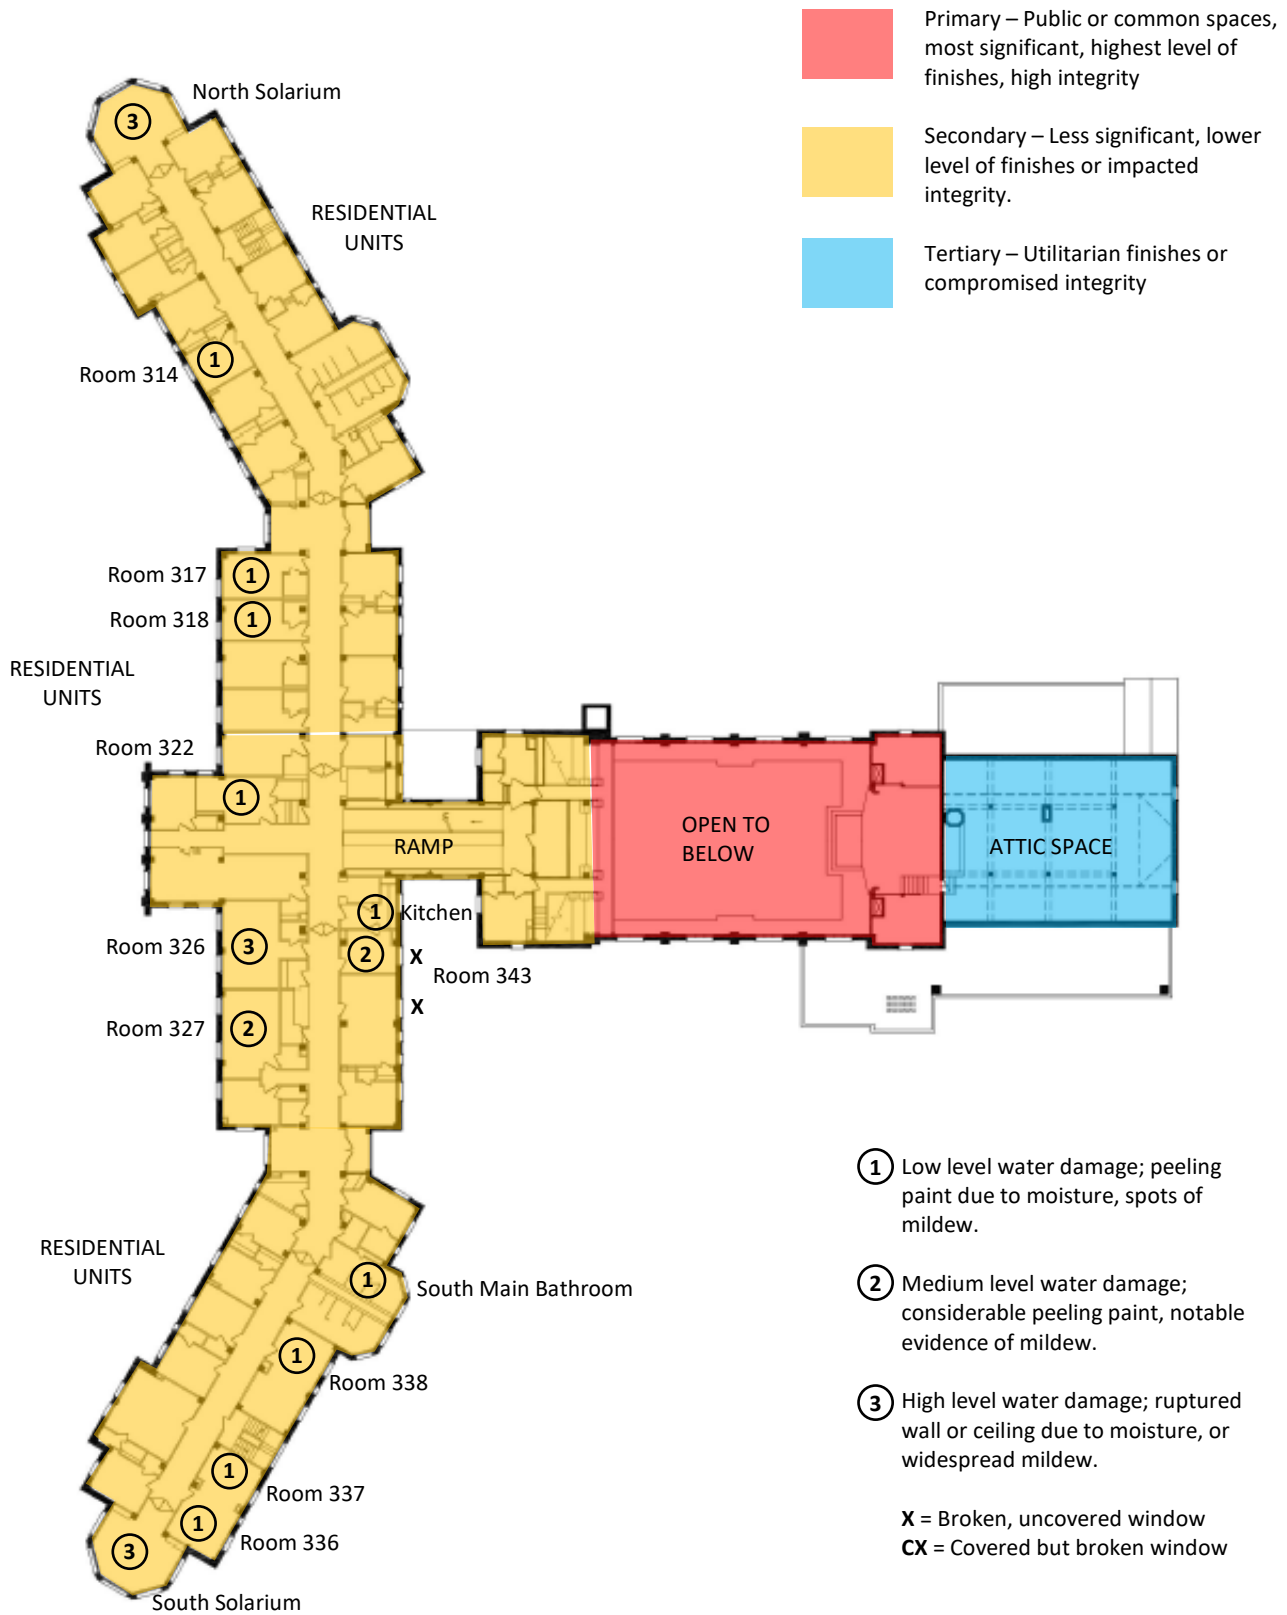 Primary – Public or common spaces,
most significant, highest level of
finishes, high integrity
Secondary – Less significant, lower
level of finishes or impacted
integrity.
Tertiary – Utilitarian finishes or
compromised integrity
North Solarium
3
RESIDENTIAL
UNITS
1
Room 314
Room 317
1
Room 318
1
RESIDENTIAL
UNITS
Room 322
1
RAMP
OPEN TO
BELOW
ATTIC SPACE
1
Kitchen
Room 326
3
2
X
Room 343
X
Room 327
2
RESIDENTIAL
UNITS
1
South Main Bathroom
1
Room 338
1
Room 337
1
Room 336
3
South Solarium
1 Low level water damage; peeling
paint due to moisture, spots of
mildew.
2 Medium level water damage;
considerable peeling paint, notable
evidence of mildew.
3 High level water damage; ruptured
wall or ceiling due to moisture, or
widespread mildew.
X = Broken, uncovered window
CX = Covered but broken window